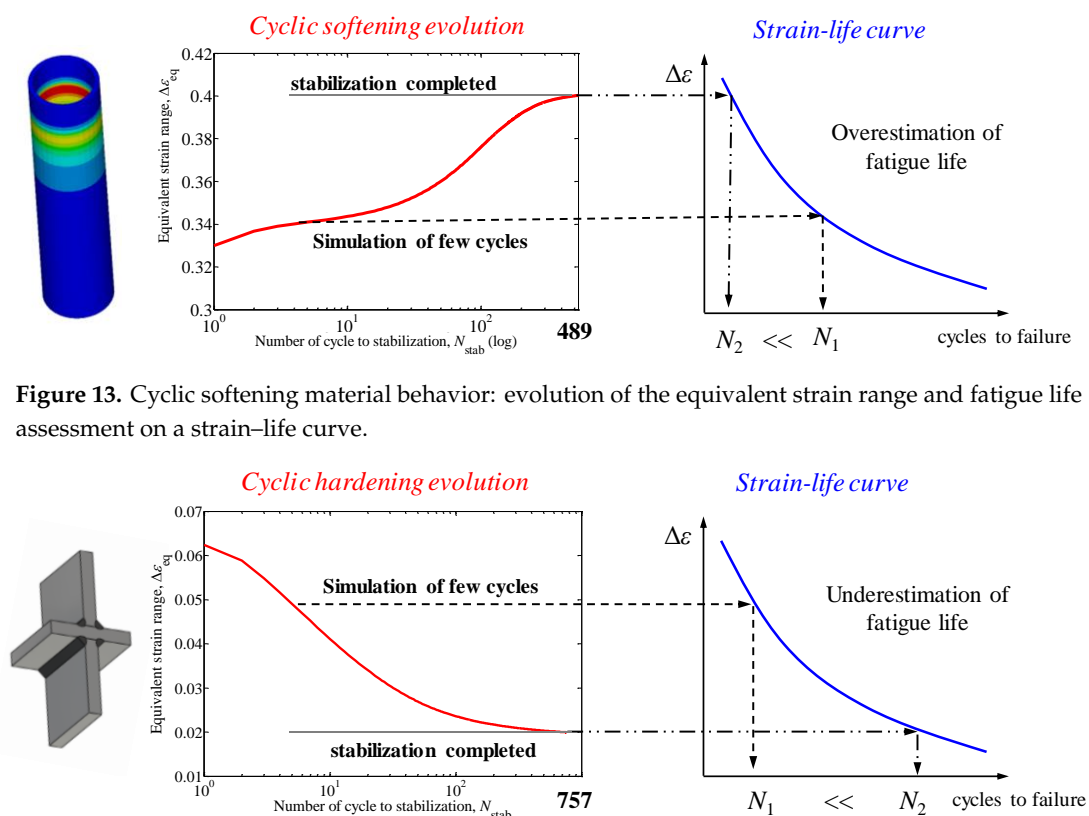 Cyclic softening evolution
Strain-life curve
0.42
0.4
0.38
0.36
0.34
0.32
0.3
Equivalent strain range, Δε_eq
stabilization completed
Simulation of few cycles
10^0
10^1
10^2
489
Number of cycle to stabilization, N_stab (log)
Δε
Overestimation of
fatigue life
N_2 << N_1
cycles to failure
Figure 13. Cyclic softening material behavior: evolution of the equivalent strain range and fatigue life
assessment on a strain–life curve.
Cyclic hardening evolution
Strain-life curve
0.07
0.06
0.05
0.04
0.03
0.02
0.01
Equivalent strain range, Δε_eq
Simulation of few cycles
stabilization completed
10^0
10^1
10^2
757
Number of cycle to stabilization, N_stab
Δε
Underestimation of
fatigue life
N_1 << N_2
cycles to failure